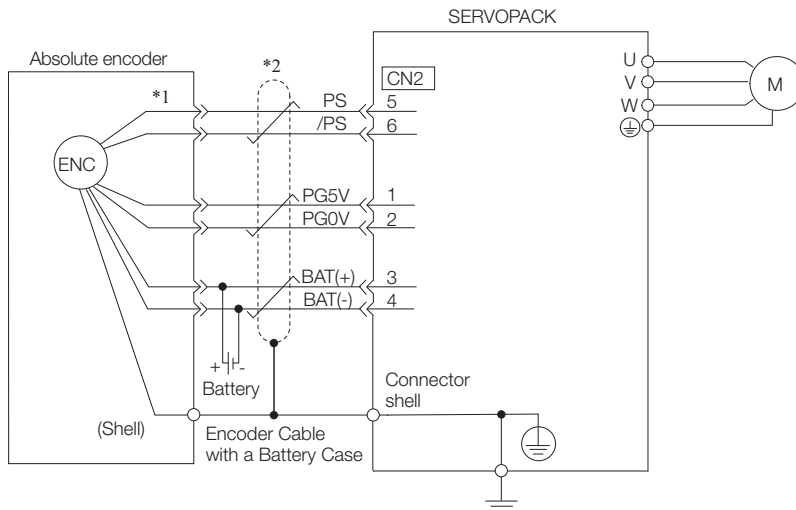 SERVOPACK
Absolute encoder
*2
CN2
U
V
W
M
*1
PS
5
/PS
6
ENC
PG5V
1
PG0V
2
BAT(+)
3
BAT(-)
4
+
-
Battery
Connector
shell
(Shell)
Encoder Cable
with a Battery Case